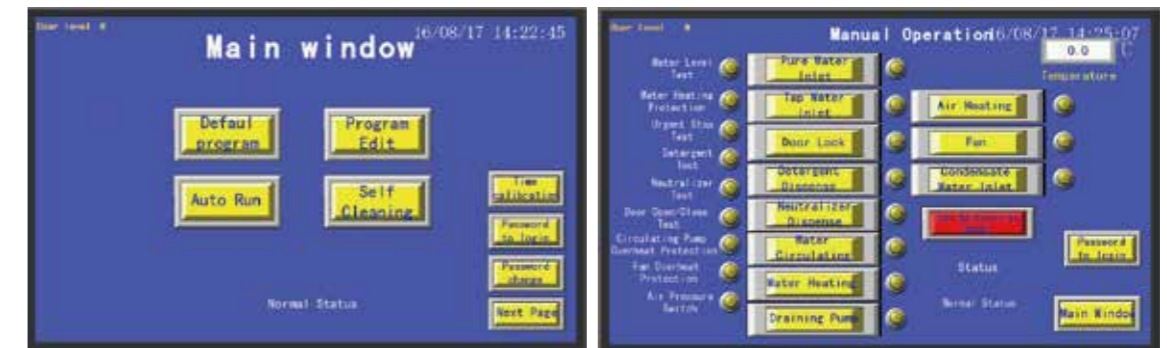 User level 0
16/08/17 14:22:45
Main window
Defaul
program
Program
Edit
Auto Run
Self
Cleaning
Time
calibration
Password
to login
Password
change
Next Page
Normal Status
User level 0
Manual Operation
16/08/17 14:25:07
0.0 C
Temperature
Water Level
Test
Water Heating
Protection
Urgent Stop
Test
Detergent
Test
Neutralizer
Test
Door Open/Close
Test
Circulating Pump
Overheat Protection
Fan Overheat
Protection
Air Pressure
Switch
Pure Water
Inlet
Tap Water
Inlet
Door Lock
Detergent
Dispense
Neutralizer
Dispense
Water
Circulating
Water Heating
Draining Pump
Air Heating
Fan
Condensate
Water Inlet
Status
Normal Status
Password
to login
Main Window